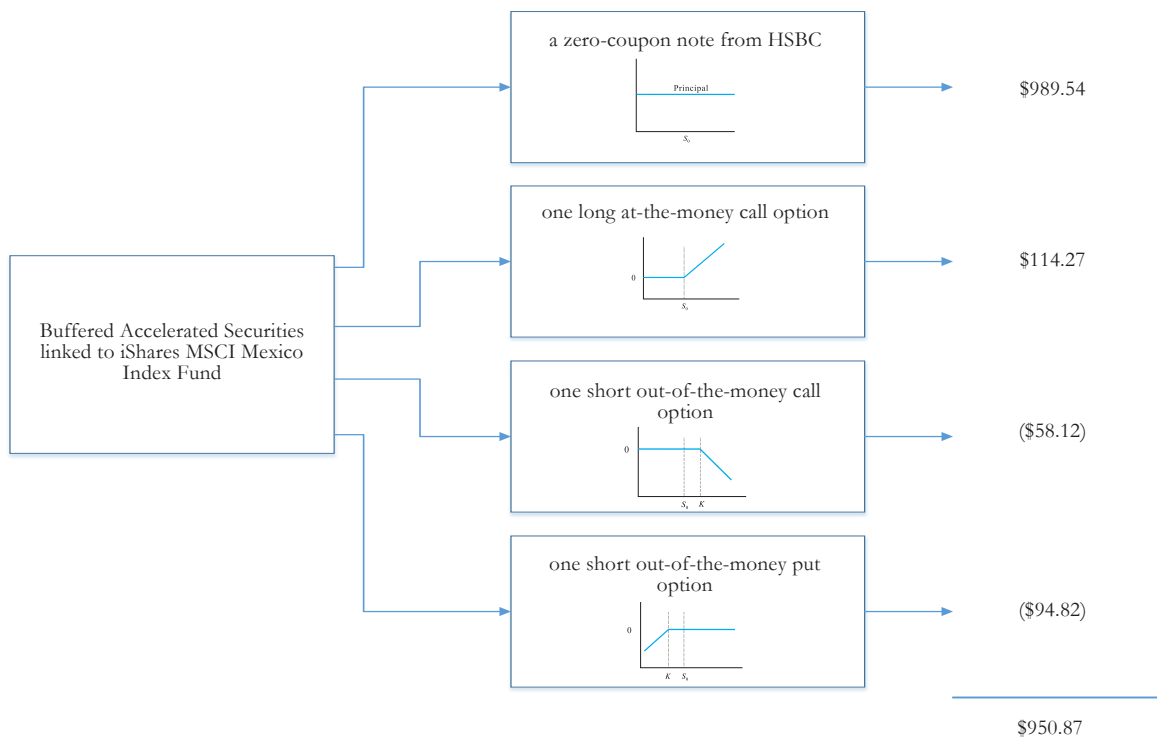 a zero-coupon note from HSBC
Principal
S0
$989.54
one long at-the-money call option
0
S0
$114.27
Buffered Accelerated Securities
linked to iShares MSCI Mexico
Index Fund
one short out-of-the-money call
option
0
S0 K
($58.12)
one short out-of-the-money put
option
0
K S0
($94.82)
$950.87